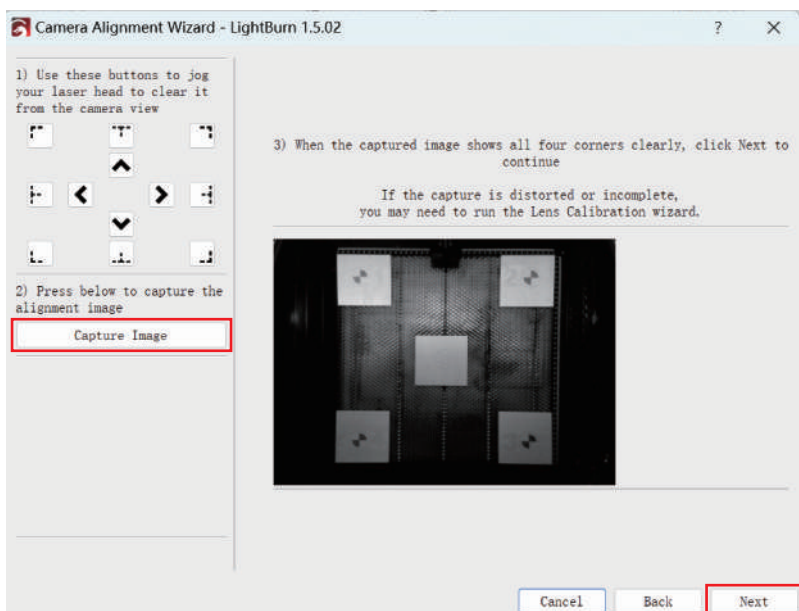 Camera Alignment Wizard - LightBurn 1.5.02
?
1) Use these buttons to jog
your laser head to clear it
from the camera view
2) Press below to capture the
alignment image
Capture Image
3) When the captured image shows all four corners clearly, click Next to
continue
If the capture is distorted or incomplete,
you may need to run the Lens Calibration wizard.
Cancel
Back
Next